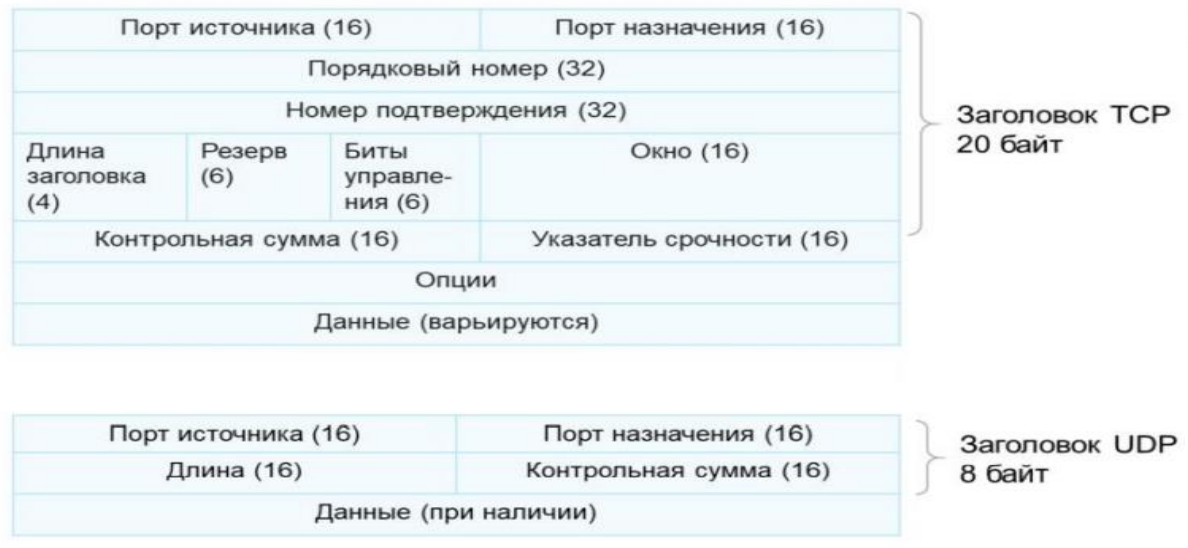 Порт источника (16) Порт назначения (16)
Порядковый номер (32)
Номер подтверждения (32)
Длина заголовка (4)
Резерв (6)
Биты управле-
ния (6)
Окно (16)
Контрольная сумма (16) Указатель срочности (16)
Опции
Данные (варьируются)
Заголовок TCP
20 байт
Порт источника (16) Порт назначения (16)
Длина (16) Контрольная сумма (16)
Данные (при наличии)
Заголовок UDP
8 байт